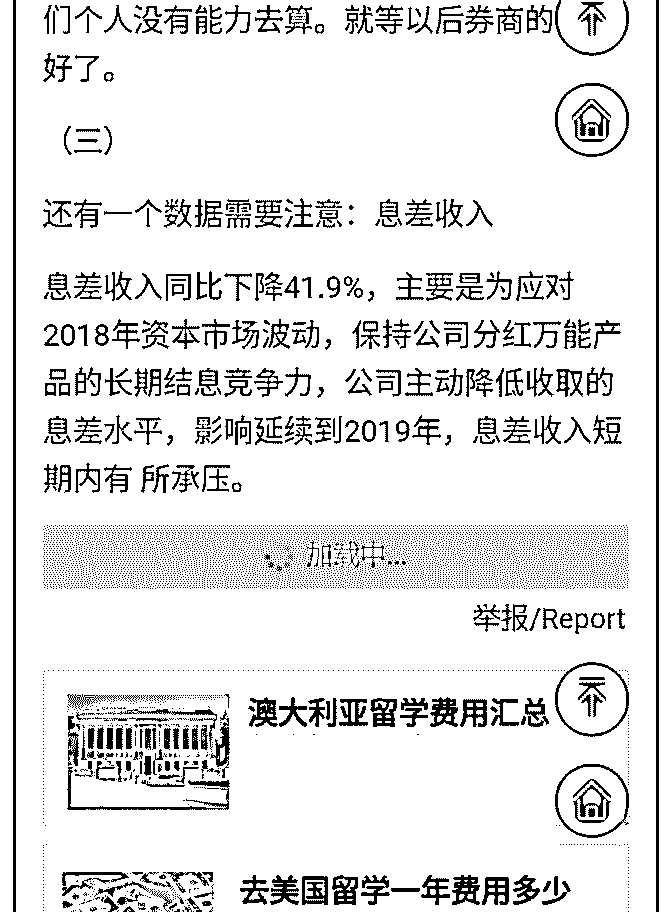 们个人没有能力去算。就等以后券商的
好了。
（三）
还有一个数据需要注意：息差收入
息差收入同比下降41.9%，主要是为应对
2018年资本市场波动，保持公司分红万能产
品的长期结息竞争力，公司主动降低收取的
息差水平，影响延续到2019年，息差收入短
期内有 所承压。
加载中...
举报/Report
澳大利亚留学费用汇总
去美国留学一年费用多少